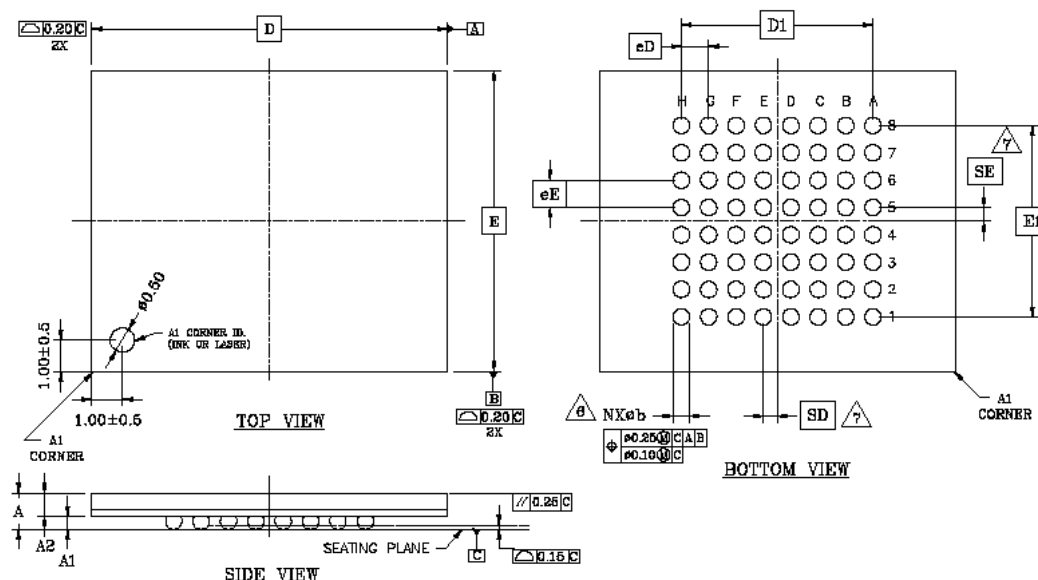 ⌓ 0.20 C
2X
D
A
D1
eD
H G F E D C B A
8
7
7
6
SE
eE
5
E
E1
4
3
2
1
ø0.50
A1 CORNER ID.
(INK OR LASER)
1.00±0.5
1.00±0.5
B
⌓ 0.20 C
2X
TOP VIEW
A1
CORNER
6 NXøb
SD 7
⌖ ø0.25 Ⓜ C A B
ø0.10 Ⓜ C
A1
CORNER
BOTTOM VIEW
A
A2
A1
// 0.25 C
SEATING PLANE
C
⌓ 0.15 C
SIDE VIEW